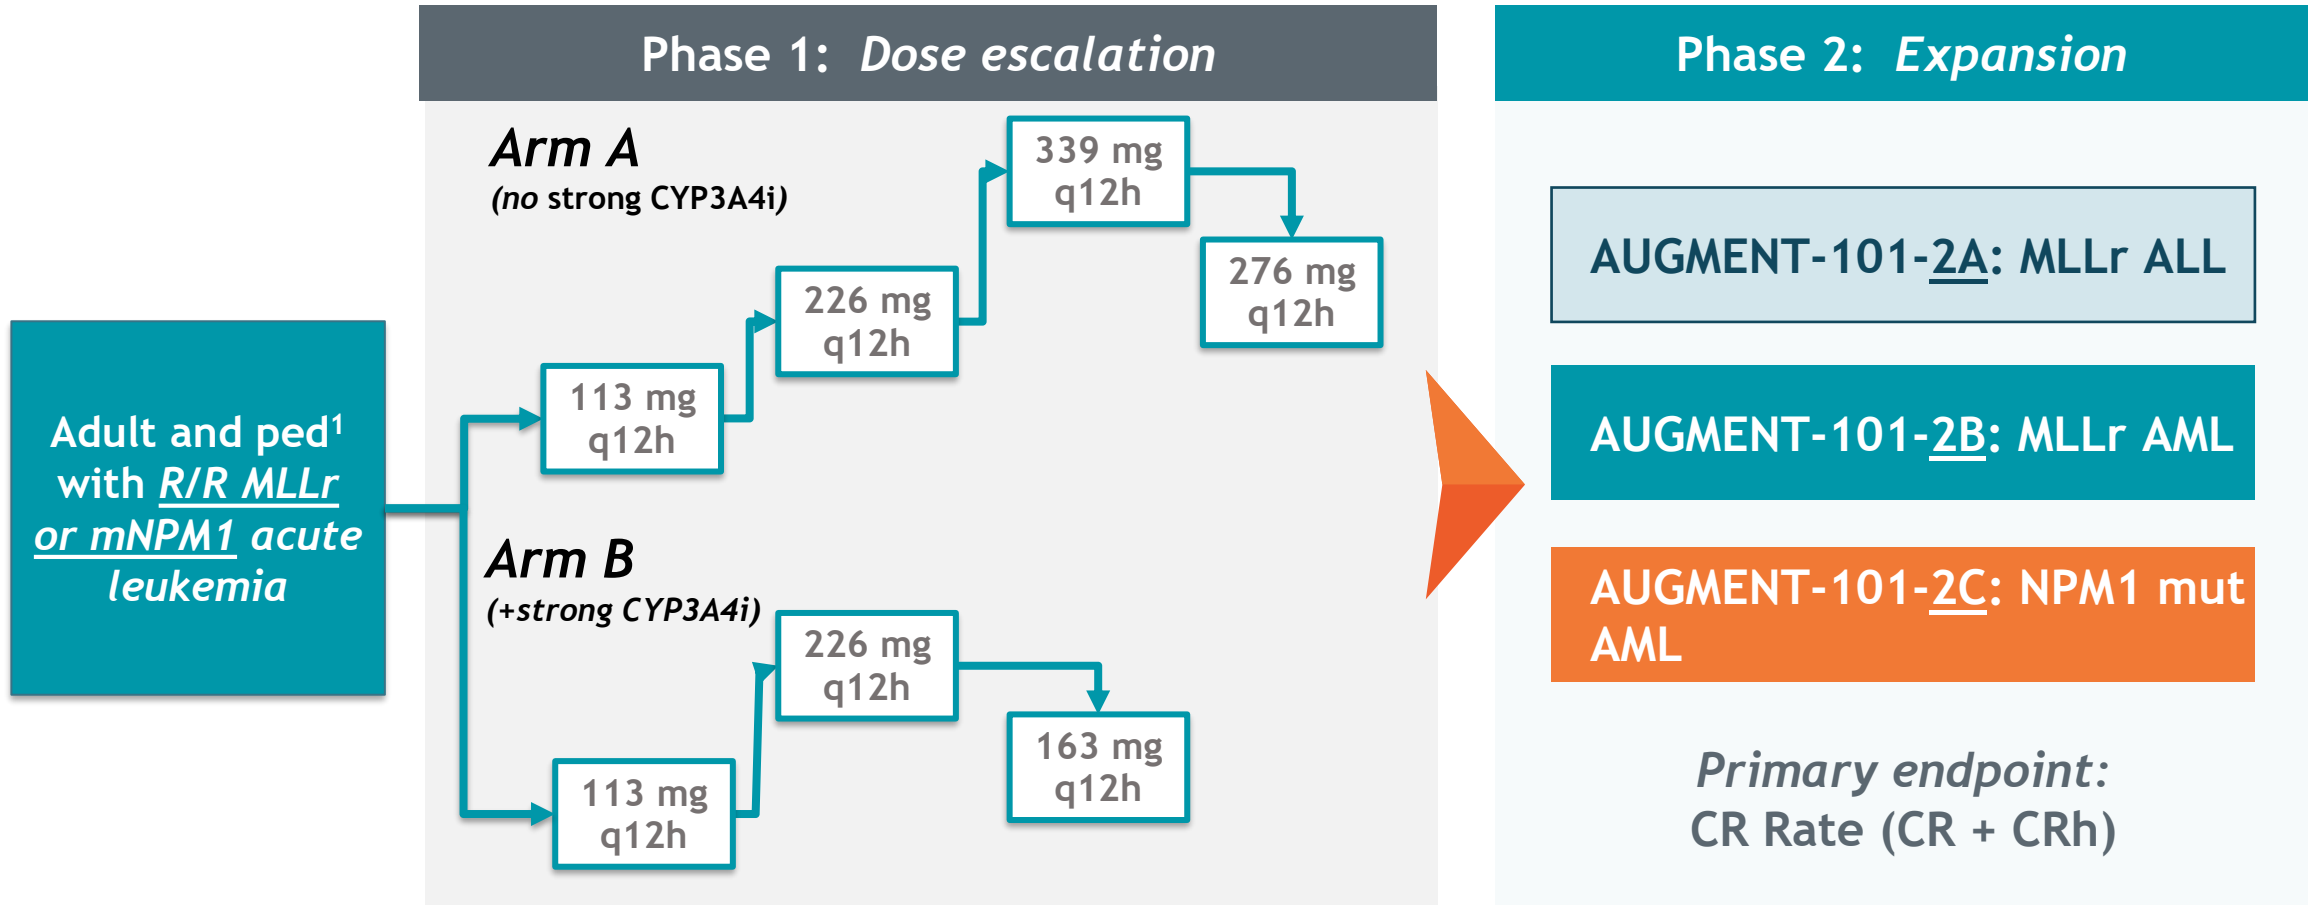 Adult and ped¹
with R/R MLLr
or mNPM1 acute
leukemia
Phase 1: Dose escalation
Arm A
(no strong CYP3A4i)
113 mg
q12h
226 mg
q12h
339 mg
q12h
276 mg
q12h
Arm B
(+strong CYP3A4i)
113 mg
q12h
226 mg
q12h
163 mg
q12h
Phase 2: Expansion
AUGMENT-101-2A: MLLr ALL
AUGMENT-101-2B: MLLr AML
AUGMENT-101-2C: NPM1 mut
AML
Primary endpoint:
CR Rate (CR + CRh)